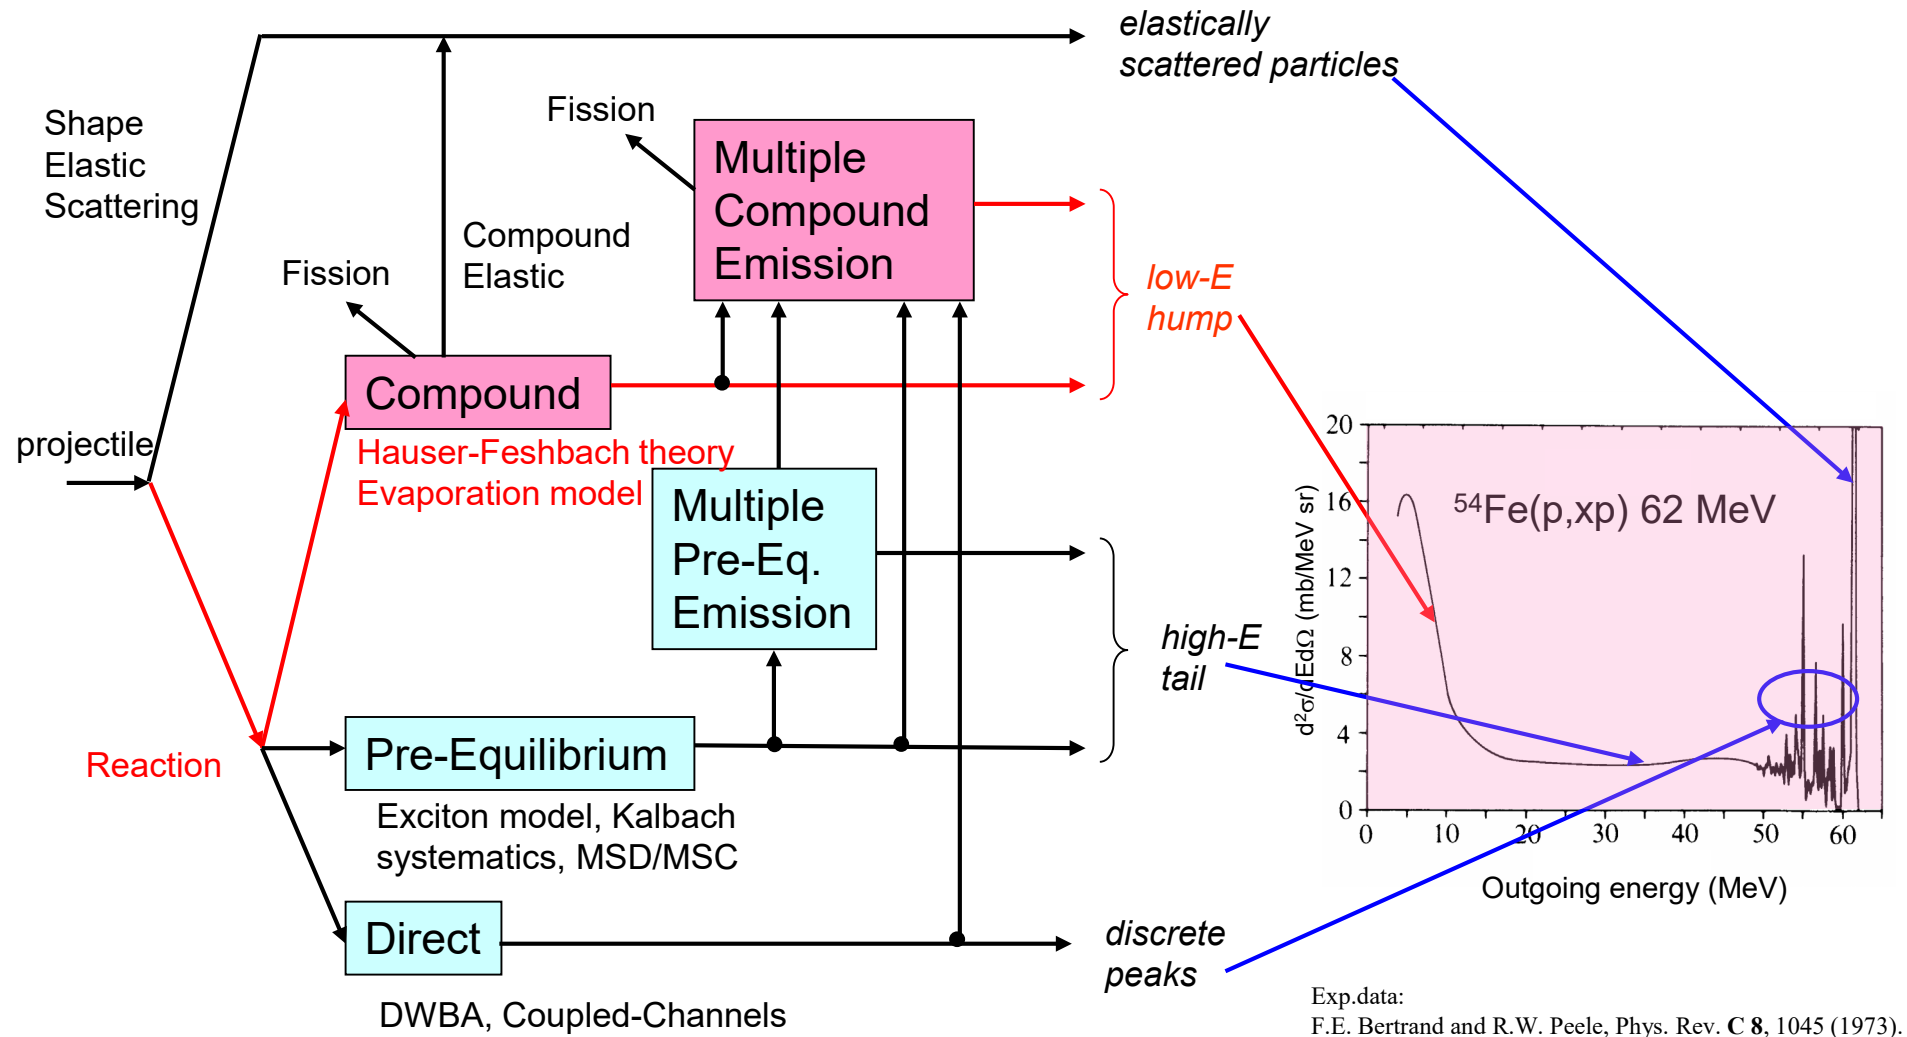 elastically
scattered particles
Shape
Elastic
Scattering
Fission
Multiple
Compound
Emission
Compound
Elastic
Fission
low-E
hump
Compound
Hauser-Feshbach theory
Evaporation model
projectile
Multiple
Pre-Eq.
Emission
high-E
tail
Reaction
Pre-Equilibrium
Exciton model, Kalbach
systematics, MSD/MSC
Direct
DWBA, Coupled-Channels
discrete
peaks
20
16
12
8
4
0
d²σ/dEdΩ (mb/MeV sr)
⁵⁴Fe(p,xp) 62 MeV
0 10 20 30 40 50 60
Outgoing energy (MeV)
Exp.data:
F.E. Bertrand and R.W. Peele, Phys. Rev. C 8, 1045 (1973).